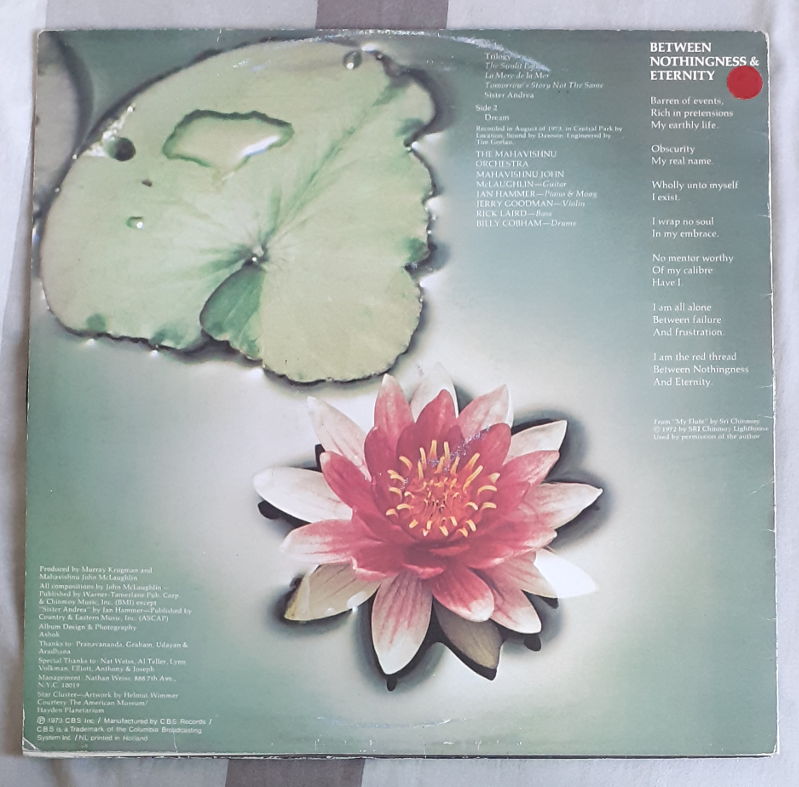 Trilogy
The Sunlit
La Mere de la Mer
Tomorrow's Story Not The Same
Sister Andrea
Side 2
Dream
Recorded in August of 1973, in Central Park by
Location, Sound by Dawson. Engineered by
Tim Geelan.
THE MAHAVISHNU
ORCHESTRA
MAHAVISHNU JOHN
McLAUGHLIN—Guitar
JAN HAMMER—Piano & Moog
JERRY GOODMAN—Violin
RICK LAIRD—Bass
BILLY COBHAM—Drums
BETWEEN
NOTHINGNESS &
ETERNITY
Barren of events,
Rich in pretensions
My earthly life.
Obscurity
My real name.
Wholly unto myself
I exist.
I wrap no soul
In my embrace.
No mentor worthy
Of my calibre
Have I.
I am all alone
Between failure
And frustration.
I am the red thread
Between Nothingness
And Eternity.
From "My Flute" by Sri Chinmoy
© 1972 by SRI Chinmoy Lighthouse
Used by permission of the author
Produced by Murray Krugman and
Mahavishnu John McLaughlin
All compositions by John McLaughlin—
Published by Warner-Tamerlane Pub. Corp.
& Chinmoy Music, Inc. (BMI) except
"Sister Andrea" by Jan Hammer—Published by
Country & Eastern Music, Inc. (ASCAP)
Album Design & Photography
Ashok
Thanks to: Pranavananda, Graham, Udayan &
Aradhana
Special Thanks to: Nat Weiss, Al Teller, Lynn
Volkman, Elliott, Anthony & Joseph
Management: Nathan Weiss, 888 7th Ave.,
N.Y.C. 10019
Star Cluster—Artwork by Helmut Wimmer
Courtesy The American Museum/
Hayden Planetarium
℗ 1973 CBS Inc. / Manufactured by CBS Records /
CBS is a Trademark of the Columbia Broadcasting
System Inc. / NL printed in Holland